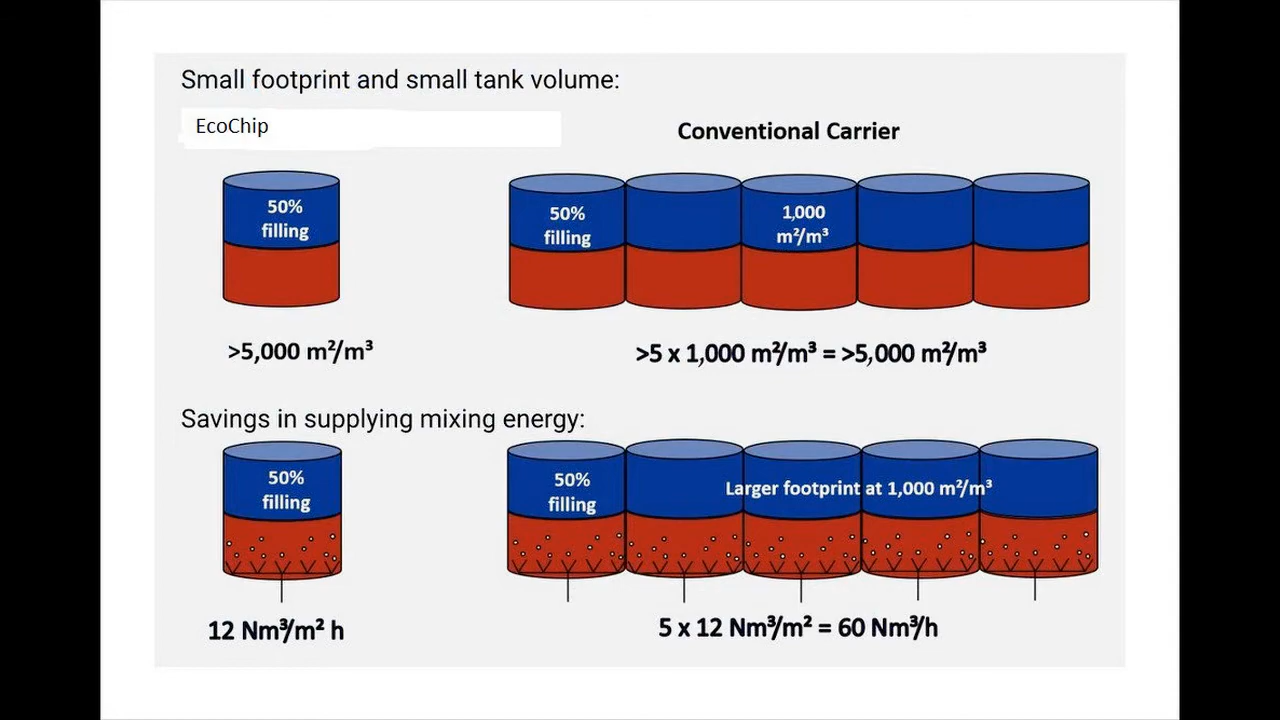 Small footprint and small tank volume:
EcoChip
Conventional Carrier
50%
filling
50%
filling
1,000
m²/m³
>5,000 m²/m³
>5 x 1,000 m²/m³ = >5,000 m²/m³
Savings in supplying mixing energy:
50%
filling
50%
filling
Larger footprint at 1,000 m²/m³
12 Nm³/m² h
5 x 12 Nm³/m² = 60 Nm³/h